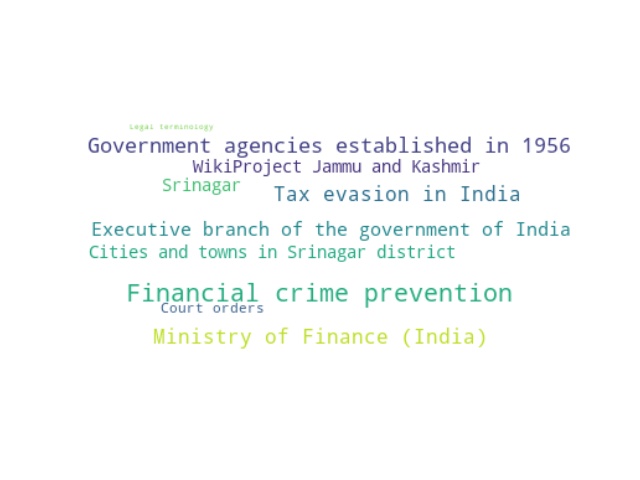 Legal terminology
Government agencies established in 1956
WikiProject Jammu and Kashmir
Srinagar
Tax evasion in India
Executive branch of the government of India
Cities and towns in Srinagar district
Financial crime prevention
Court orders
Ministry of Finance (India)